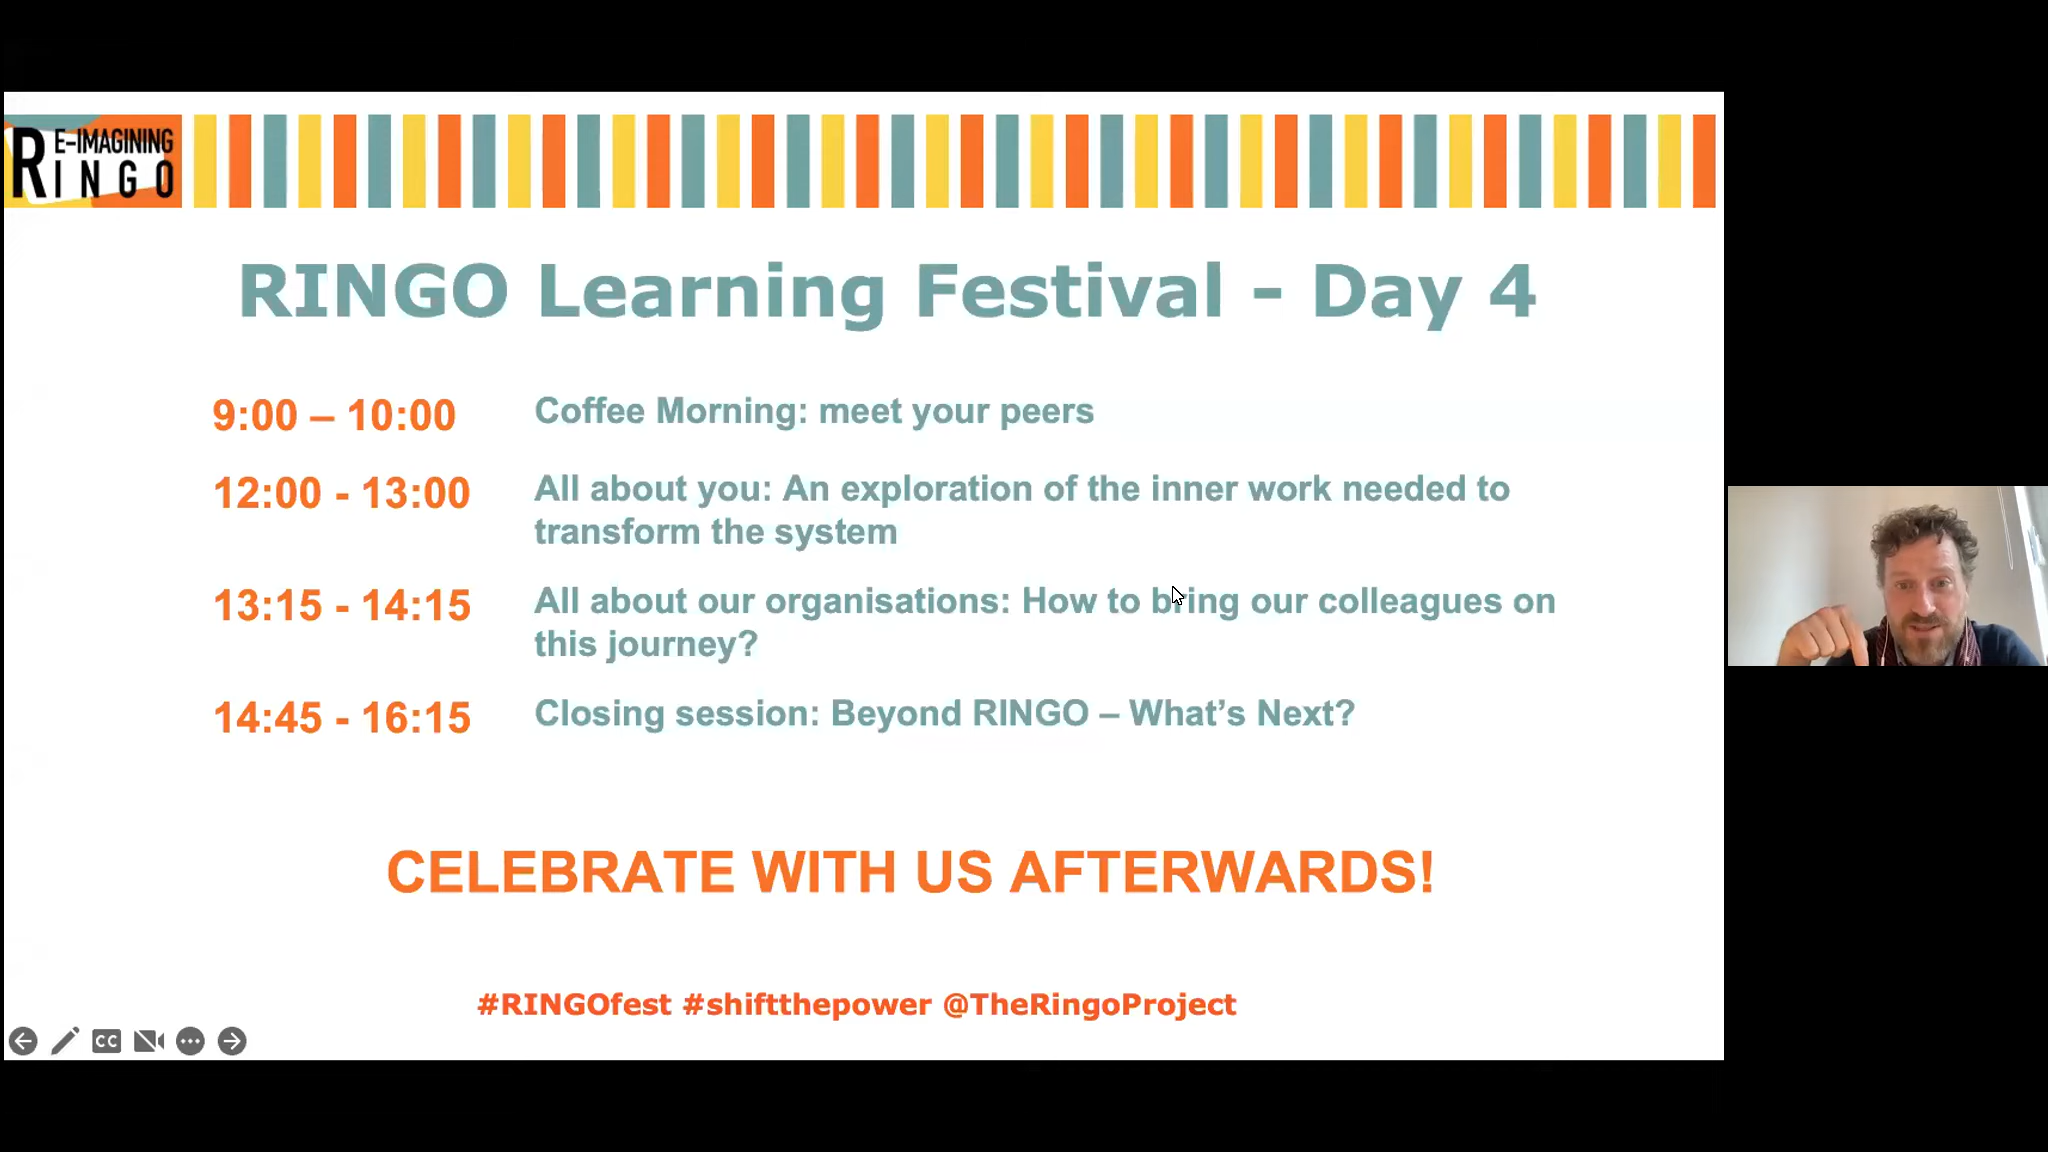 RE-IMAGINING
RINGO
RINGO Learning Festival - Day 4
9:00 – 10:00 Coffee Morning: meet your peers
12:00 - 13:00 All about you: An exploration of the inner work needed to
transform the system
13:15 - 14:15 All about our organisations: How to bring our colleagues on
this journey?
14:45 - 16:15 Closing session: Beyond RINGO – What’s Next?
CELEBRATE WITH US AFTERWARDS!
#RINGOfest #shiftthepower @TheRingoProject
CC